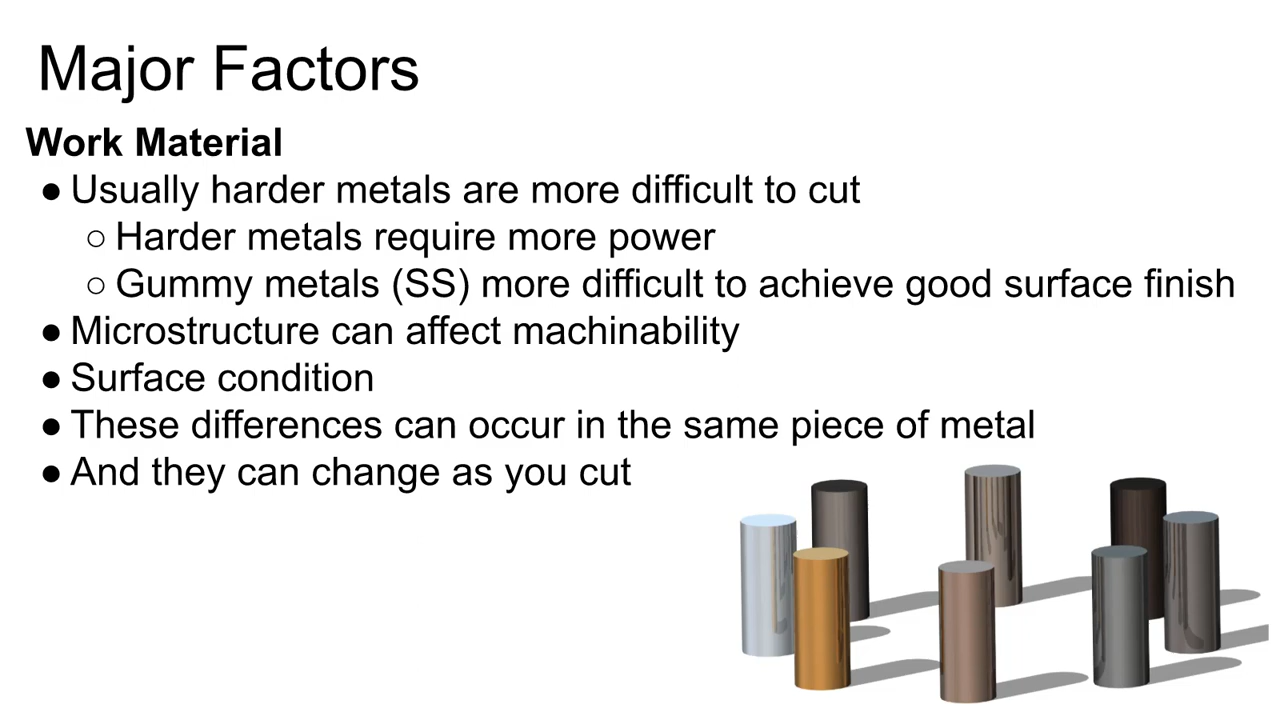 Major Factors
Work Material
● Usually harder metals are more difficult to cut
○ Harder metals require more power
○ Gummy metals (SS) more difficult to achieve good surface finish
● Microstructure can affect machinability
● Surface condition
● These differences can occur in the same piece of metal
● And they can change as you cut